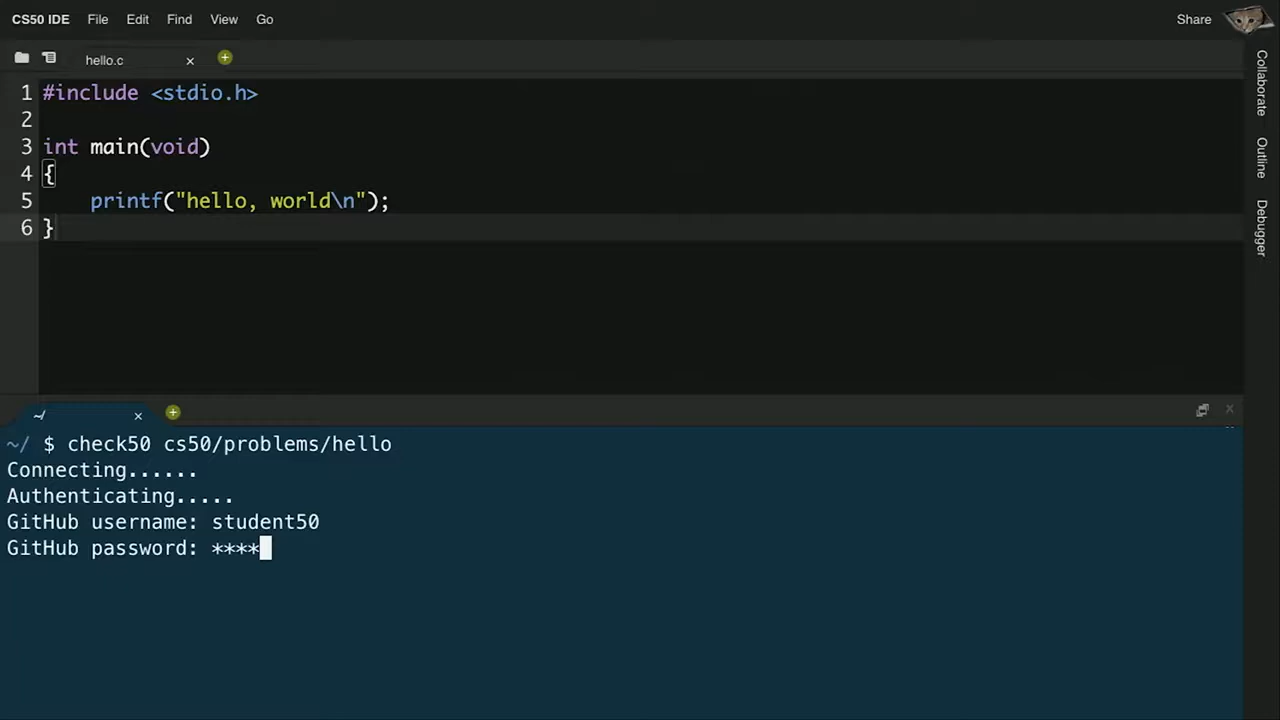 CS50 IDE File Edit Find View Go Share
hello.c ×
1 #include <stdio.h>
2
3 int main(void)
4 {
5     printf("hello, world\n");
6 }
Collaborate
Outline
Debugger
~/ ×
~/ $ check50 cs50/problems/hello
Connecting......
Authenticating.....
GitHub username: student50
GitHub password: ****